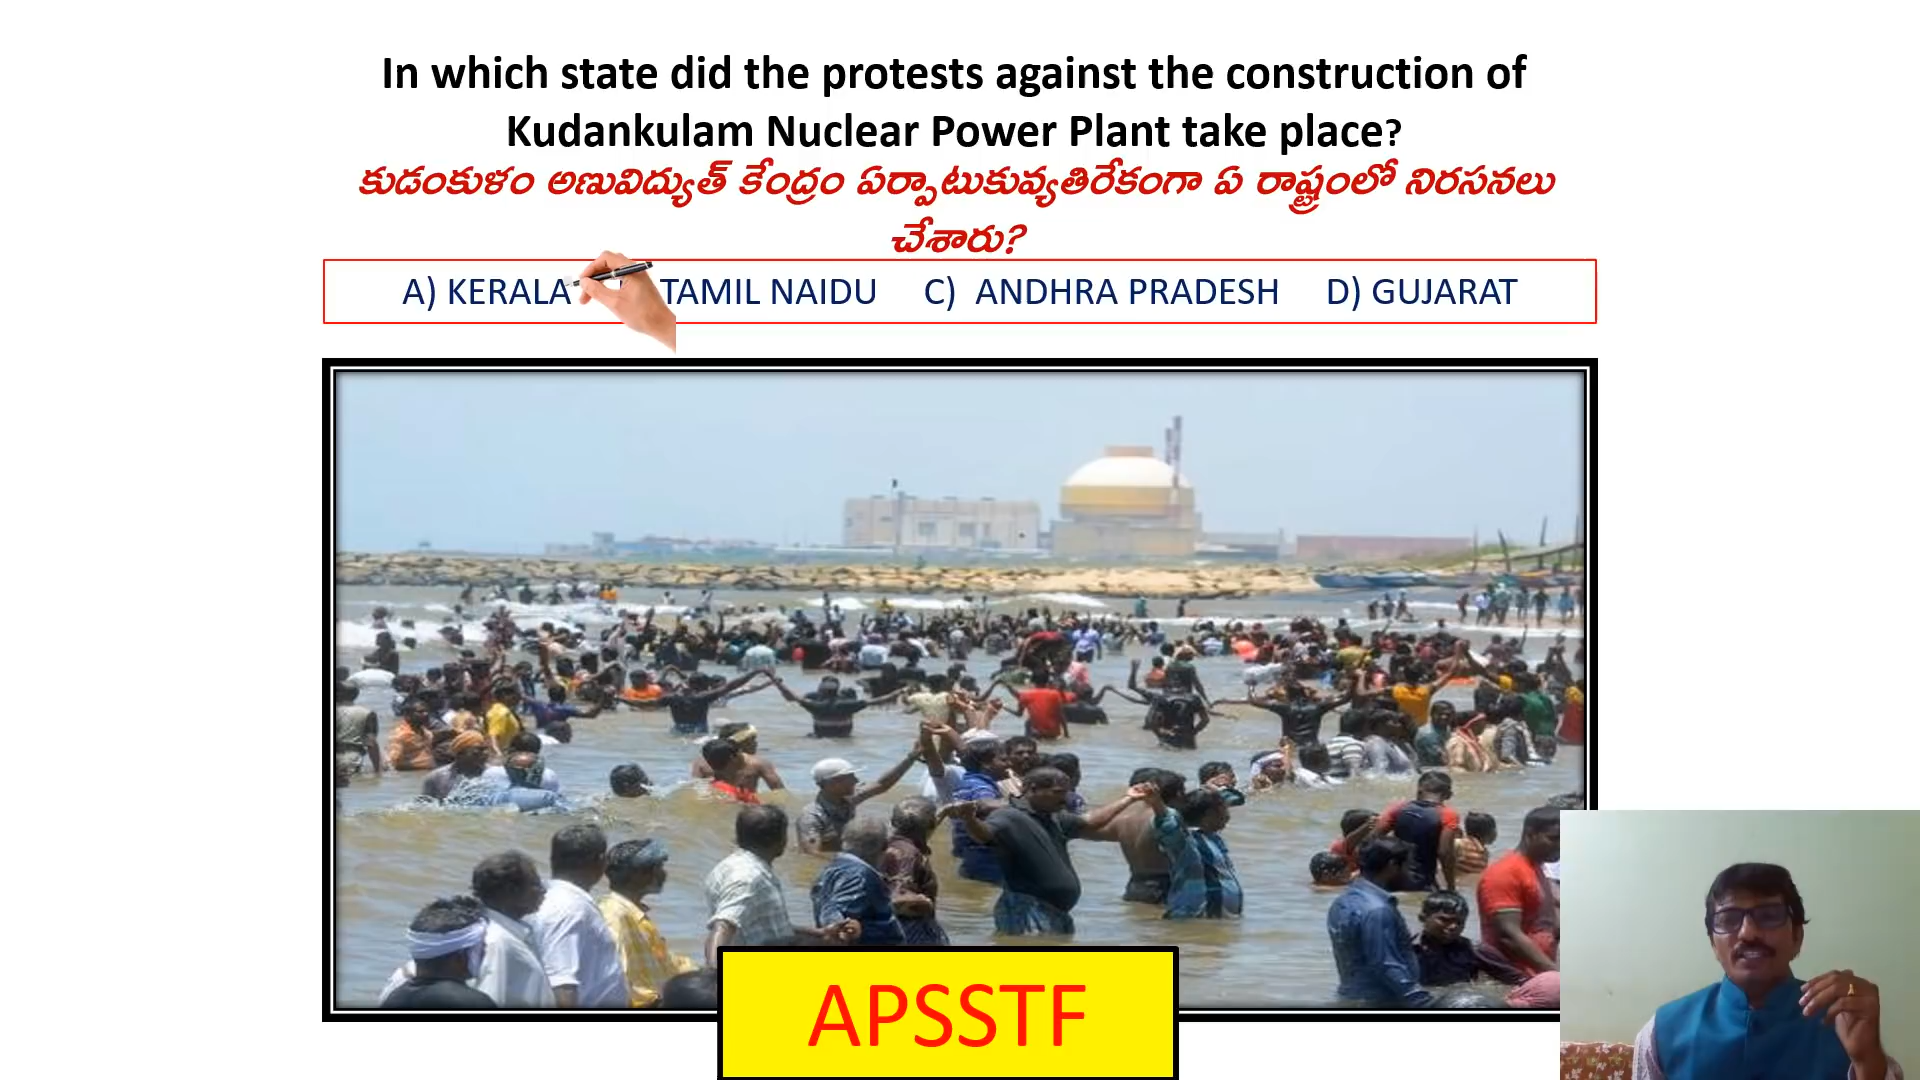 In which state did the protests against the construction of
Kudankulam Nuclear Power Plant take place?
కుడంకుళం అణువిద్యుత్ కేంద్రం ఏర్పాటుకువ్యతిరేకంగా ఏ రాష్ట్రంలో నిరసనలు
చేశారు?
A) KERALA TAMIL NAIDU C) ANDHRA PRADESH D) GUJARAT
APSSTF